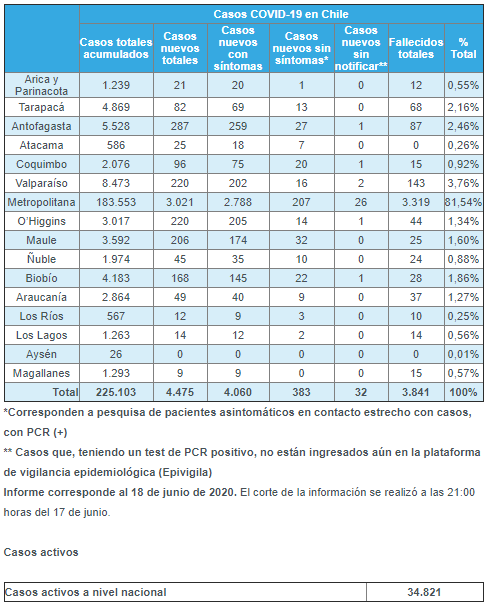 Casos COVID-19 en Chile
Casos totales acumulados Casos nuevos totales Casos nuevos con síntomas Casos nuevos sin síntomas* Casos nuevos sin notificar** Fallecidos totales % Total
Arica y Parinacota 1.239 21 20 1 0 12 0,55%
Tarapacá 4.869 82 69 13 0 68 2,16%
Antofagasta 5.528 287 259 27 1 87 2,46%
Atacama 586 25 18 7 0 0 0,26%
Coquimbo 2.076 96 75 20 1 15 0,92%
Valparaíso 8.473 220 202 16 2 143 3,76%
Metropolitana 183.553 3.021 2.788 207 26 3.319 81,54%
O'Higgins 3.017 220 205 14 1 44 1,34%
Maule 3.592 206 174 32 0 25 1,60%
Ñuble 1.974 45 35 10 0 24 0,88%
Biobío 4.183 168 145 22 1 28 1,86%
Araucanía 2.864 49 40 9 0 37 1,27%
Los Ríos 567 12 9 3 0 10 0,25%
Los Lagos 1.263 14 12 2 0 14 0,56%
Aysén 26 0 0 0 0 0 0,01%
Magallanes 1.293 9 9 0 0 15 0,57%
Total 225.103 4.475 4.060 383 32 3.841 100%
*Corresponden a pesquisa de pacientes asintomáticos en contacto estrecho con casos,
con PCR (+)
** Casos que, teniendo un test de PCR positivo, no están ingresados aún en la plataforma
de vigilancia epidemiológica (Epivigila)
Informe corresponde al 18 de junio de 2020. El corte de la información se realizó a las 21:00
horas del 17 de junio.
Casos activos
Casos activos a nivel nacional 34.821